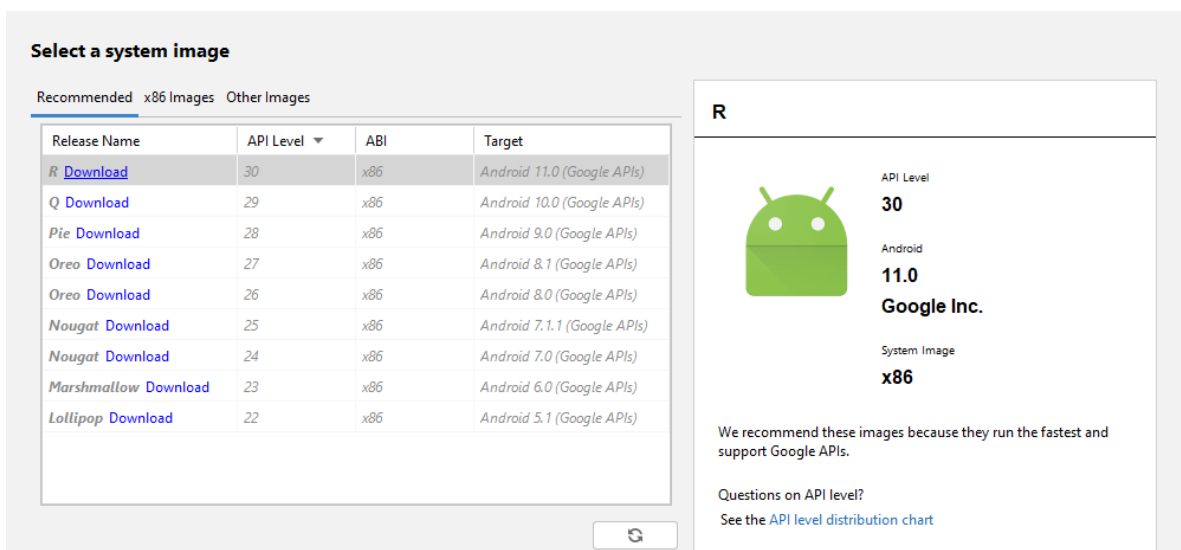 Select a system image
Recommended x86 Images Other Images
Release Name API Level ABI Target
R Download 30 x86 Android 11.0 (Google APIs)
Q Download 29 x86 Android 10.0 (Google APIs)
Pie Download 28 x86 Android 9.0 (Google APIs)
Oreo Download 27 x86 Android 8.1 (Google APIs)
Oreo Download 26 x86 Android 8.0 (Google APIs)
Nougat Download 25 x86 Android 7.1.1 (Google APIs)
Nougat Download 24 x86 Android 7.0 (Google APIs)
Marshmallow Download 23 x86 Android 6.0 (Google APIs)
Lollipop Download 22 x86 Android 5.1 (Google APIs)
R
API Level
30
Android
11.0
Google Inc.
System Image
x86
We recommend these images because they run the fastest and
support Google APIs.
Questions on API level?
See the API level distribution chart